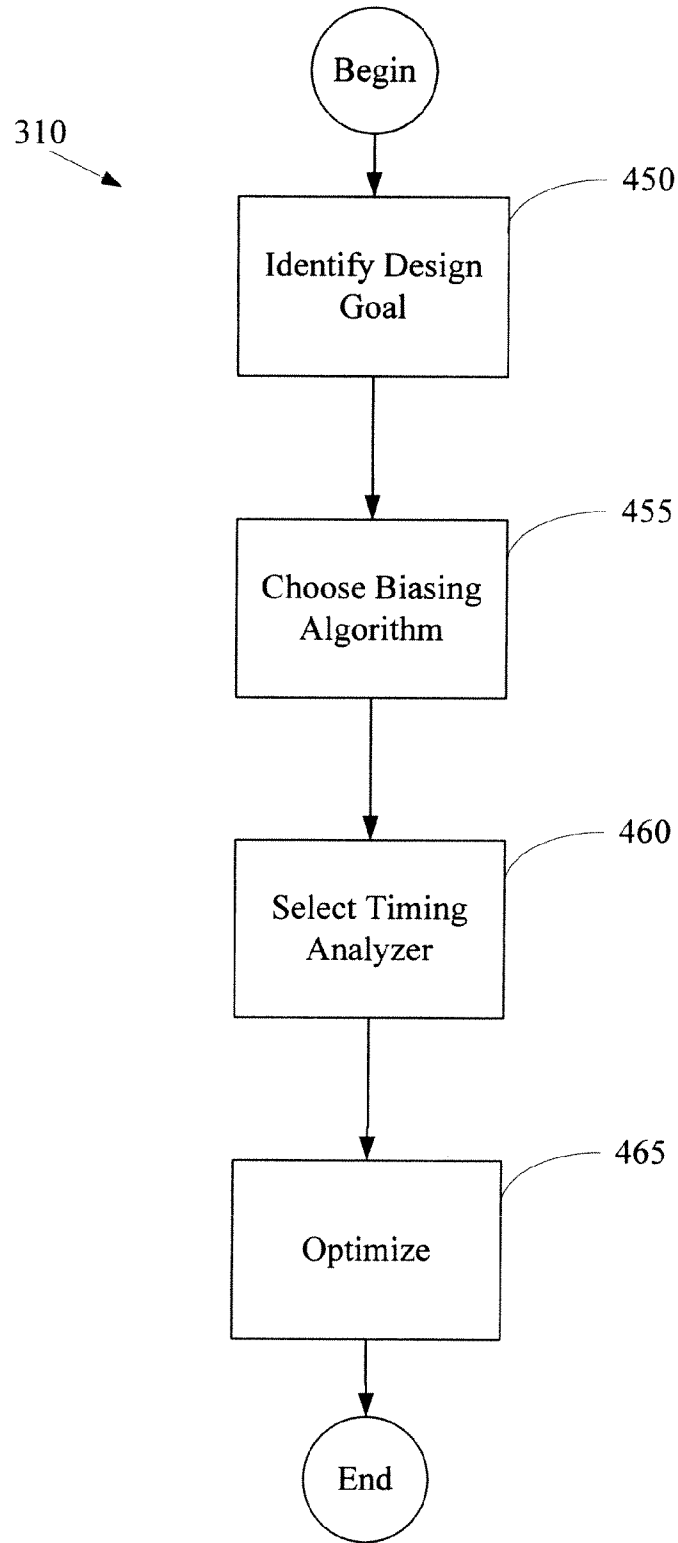 Begin
310
450
Identify Design
Goal
455
Choose Biasing
Algorithm
460
Select Timing
Analyzer
465
Optimize
End